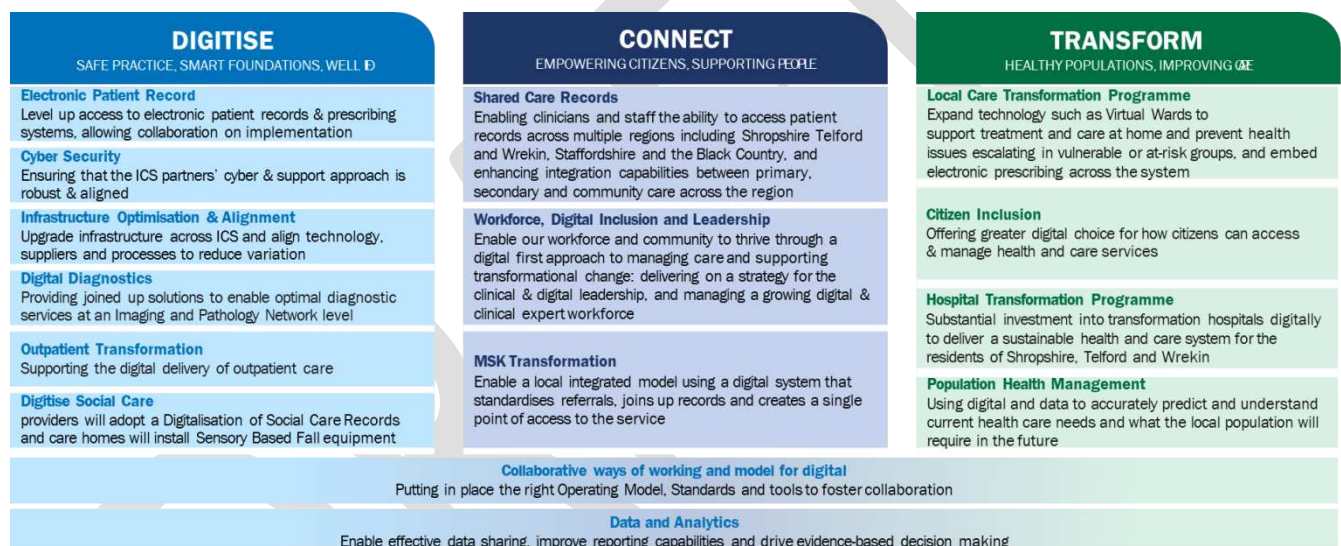 DIGITISE
SAFE PRACTICE, SMART FOUNDATIONS, WELL
Electronic Patient Record
Level up access to electronic patient records & prescribing
systems, allowing collaboration on implementation
Cyber Security
Ensuring that the ICS partners' cyber & support approach is
robust & aligned
Infrastructure Optimisation & Alignment
Upgrade infrastructure across ICS and align technology,
suppliers and processes to reduce variation
Digital Diagnostics
Providing joined up solutions to enable optimal diagnostic
services at an Imaging and Pathology Network level
Outpatient Transformation
Supporting the digital delivery of outpatient care
Digitise Social Care
providers will adopt a Digitalisation of Social Care Records
and care homes will install Sensory Based Fall equipment
CONNECT
EMPOWERING CITIZENS, SUPPORTING PEOPLE
Shared Care Records
Enabling clinicians and staff the ability to access patient
records across multiple regions including Shropshire Telford
and Wrekin, Staffordshire and the Black Country, and
enhancing integration capabilities between primary,
secondary and community care across the region
Workforce, Digital Inclusion and Leadership
Enable our workforce and community to thrive through a
digital first approach to managing care and supporting
transformational change: delivering on a strategy for the
clinical & digital leadership, and managing a growing digital &
clinical expert workforce
MSK Transformation
Enable a local integrated model using a digital system that
standardises referrals, joins up records and creates a single
point of access to the service
TRANSFORM
HEALTHY POPULATIONS, IMPROVING
Local Care Transformation Programme
Expand technology such as Virtual Wards to
support treatment and care at home and prevent health
issues escalating in vulnerable or at-risk groups, and embed
electronic prescribing across the system
Citizen Inclusion
Offering greater digital choice for how citizens can access
& manage health and care services
Hospital Transformation Programme
Substantial investment into transformation hospitals digitally
to deliver a sustainable health and care system for the
residents of Shropshire, Telford and Wrekin
Population Health Management
Using digital and data to accurately predict and understand
current health care needs and what the local population will
require in the future
Collaborative ways of working and model for digital
Putting in place the right Operating Model, Standards and tools to foster collaboration
Data and Analytics
Enable effective data sharing, improve reporting capabilities and drive evidence-based decision making